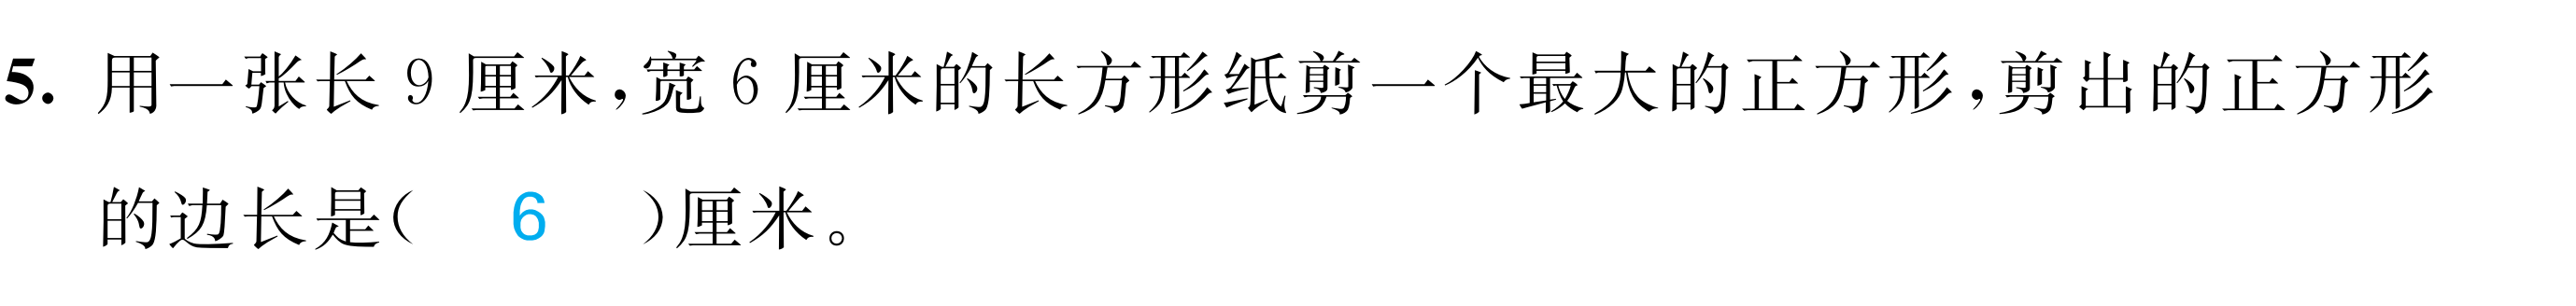 5. 用一张长 9 厘米,宽 6 厘米的长方形纸剪一个最大的正方形,剪出的正方形
的边长是( 6 )厘米。